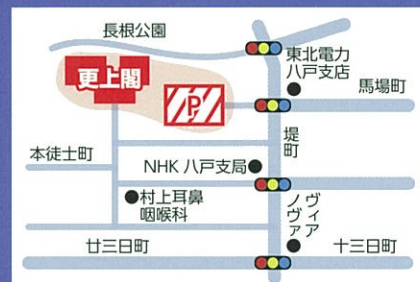 長根公園
東北電力
八戸支店
更上閣
P
馬場町
堤町
本徒士町
NHK 八戸支局
村上耳鼻
咽喉科
ヴィア
ノヴァ
廿三日町
十三日町